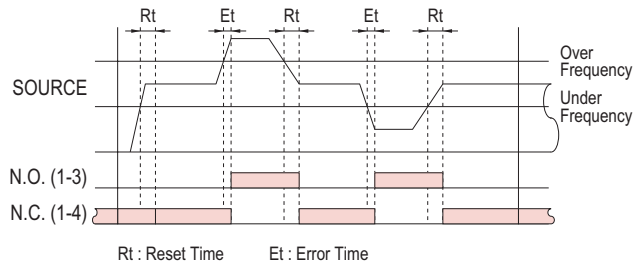 Rt Et Rt Et Rt
Over
Frequency
SOURCE
Under
Frequency
N.O. (1-3)
N.C. (1-4)
Rt : Reset Time Et : Error Time